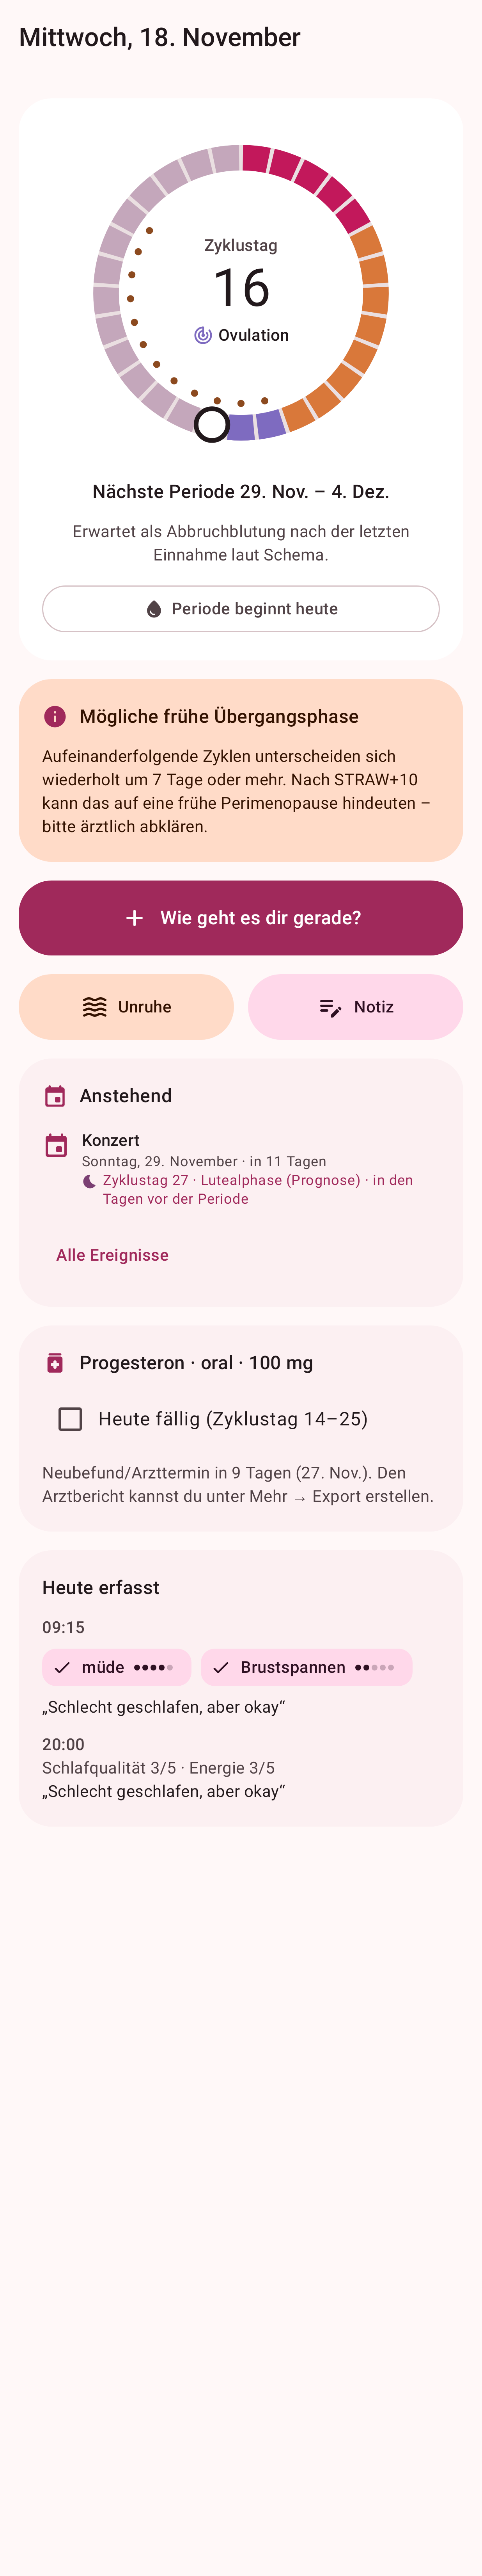 Mittwoch, 18. November
Zyklustag
16
Ovulation
Nächste Periode 29. Nov. – 4. Dez.
Erwartet als Abbruchblutung nach der letzten
Einnahme laut Schema.
Periode beginnt heute
Mögliche frühe Übergangsphase
Aufeinanderfolgende Zyklen unterscheiden sich
wiederholt um 7 Tage oder mehr. Nach STRAW+10
kann das auf eine frühe Perimenopause hindeuten –
bitte ärztlich abklären.
Wie geht es dir gerade?
Unruhe
Notiz
Anstehend
Konzert
Sonntag, 29. November · in 11 Tagen
Zyklustag 27 · Lutealphase (Prognose) · in den
Tagen vor der Periode
Alle Ereignisse
Progesteron · oral · 100 mg
Heute fällig (Zyklustag 14–25)
Neubefund/Arzttermin in 9 Tagen (27. Nov.). Den
Arztbericht kannst du unter Mehr → Export erstellen.
Heute erfasst
09:15
müde
Brustspannen
„Schlecht geschlafen, aber okay“
20:00
Schlafqualität 3/5 · Energie 3/5
„Schlecht geschlafen, aber okay“